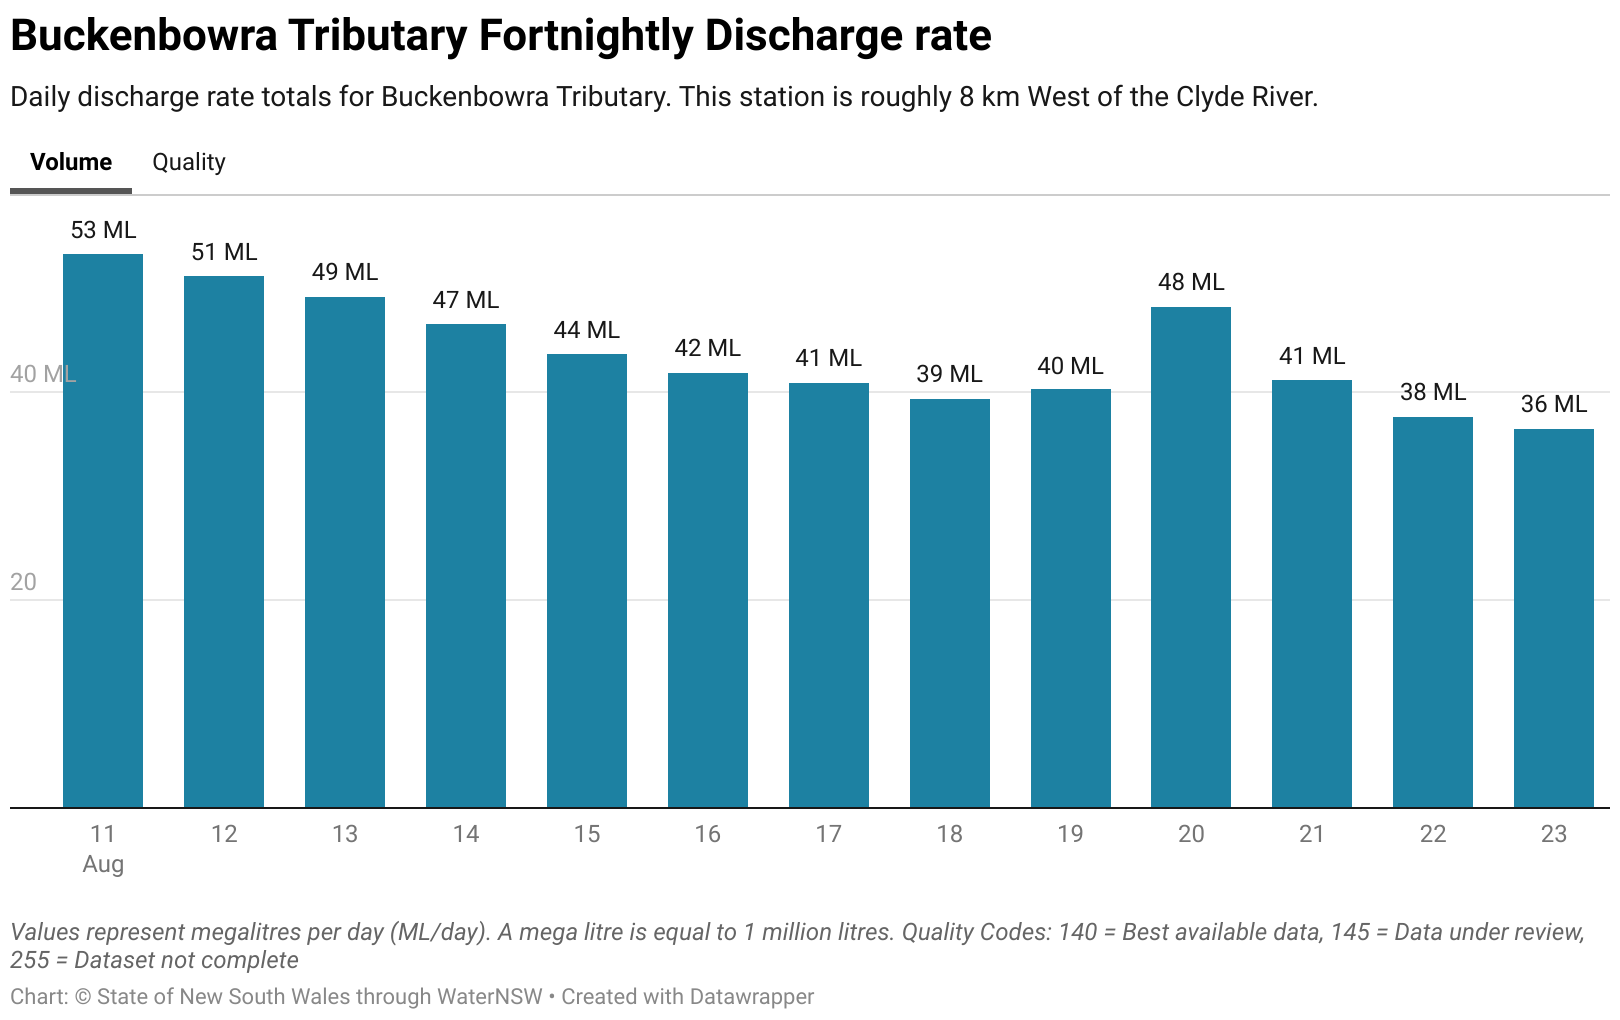 Buckenbowra Tributary Fortnightly Discharge rate
Daily discharge rate totals for Buckenbowra Tributary. This station is roughly 8 km West of the Clyde River.
Volume Quality
53 ML
51 ML
49 ML
47 ML
44 ML
42 ML
41 ML
39 ML
40 ML
48 ML
41 ML
38 ML
36 ML
40 ML
20
11 12 13 14 15 16 17 18 19 20 21 22 23
Aug
Values represent megalitres per day (ML/day). A mega litre is equal to 1 million litres. Quality Codes: 140 = Best available data, 145 = Data under review,
255 = Dataset not complete
Chart: © State of New South Wales through WaterNSW • Created with Datawrapper